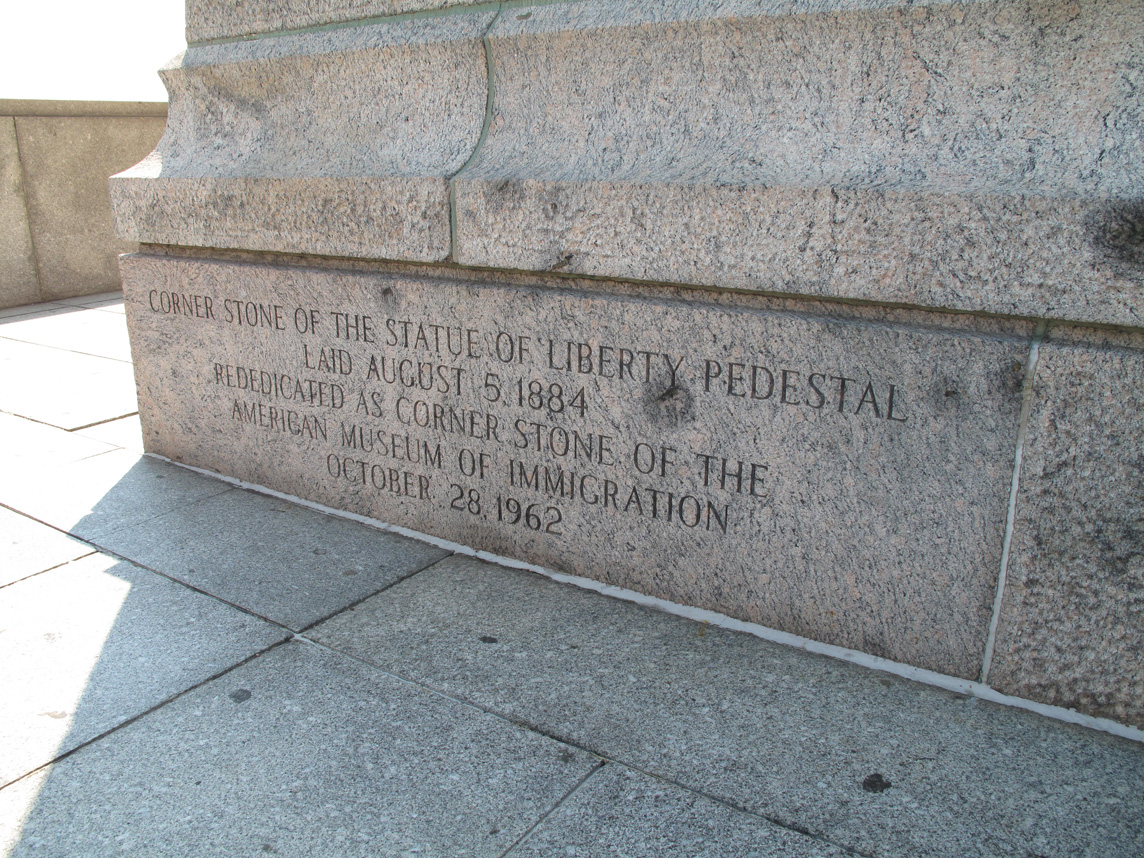 CORNER STONE OF THE STATUE OF LIBERTY PEDESTAL
LAID AUGUST 5, 1884
REDEDICATED AS CORNER STONE OF THE
AMERICAN MUSEUM OF IMMIGRATION
OCTOBER 28, 1962